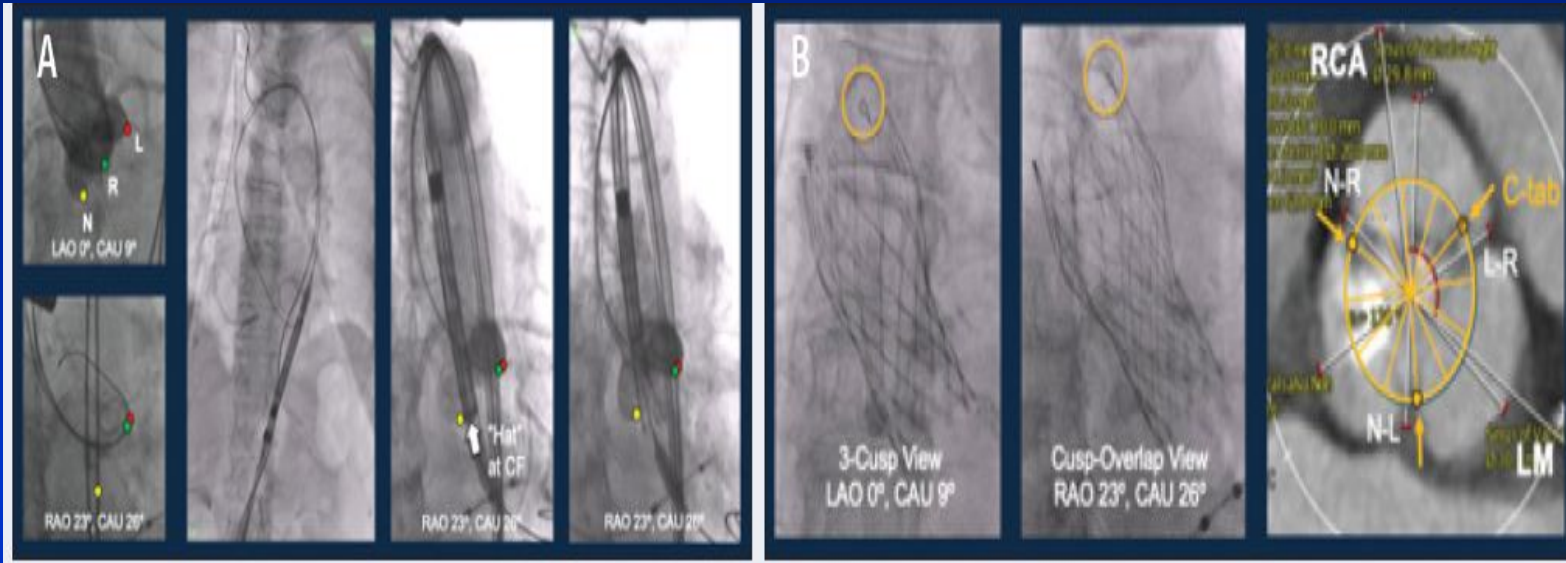 A
L
R
N
LAO 0°, CAU 9°
RAO 23°, CAU 26°
"Hat"
at CF
RAO 23°, CAU 26°
RAO 23°, CAU 26°
B
3-Cusp View
LAO 0°, CAU 9°
Cusp-Overlap View
RAO 23°, CAU 26°
RCA
N-R
C-tab
L-R
N-L
LM